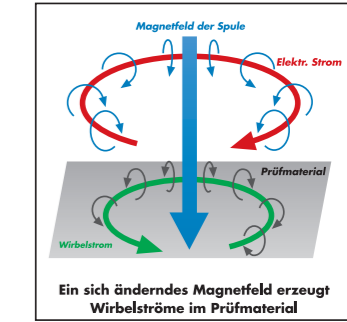 Magnetfeld der Spule
Elektr. Strom
Prüfmaterial
Wirbelstrom
Ein sich änderndes Magnetfeld erzeugt
Wirbelströme im Prüfmaterial